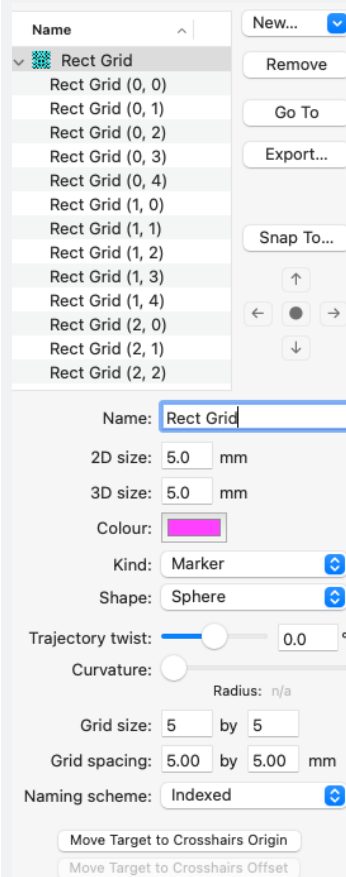 Name
New...
Rect Grid
Remove
Rect Grid (0, 0)
Rect Grid (0, 1)
Go To
Rect Grid (0, 2)
Rect Grid (0, 3)
Export...
Rect Grid (0, 4)
Rect Grid (1, 0)
Rect Grid (1, 1)
Snap To...
Rect Grid (1, 2)
Rect Grid (1, 3)
Rect Grid (1, 4)
Rect Grid (2, 0)
Rect Grid (2, 1)
Rect Grid (2, 2)
Name: Rect Grid
2D size: 5.0 mm
3D size: 5.0 mm
Colour:
Kind: Marker
Shape: Sphere
Trajectory twist: 0.0 °
Curvature:
Radius: n/a
Grid size: 5 by 5
Grid spacing: 5.00 by 5.00 mm
Naming scheme: Indexed
Move Target to Crosshairs Origin
Move Target to Crosshairs Offset